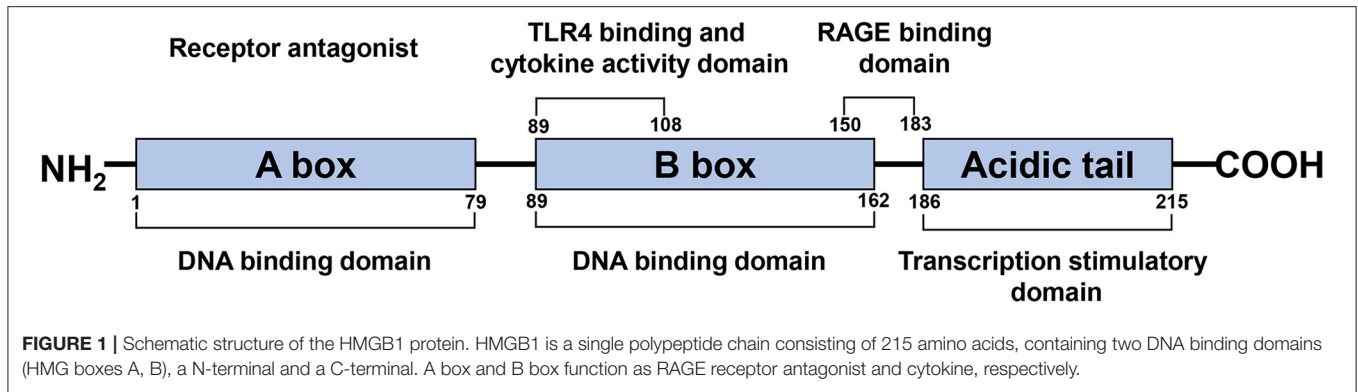 Receptor antagonist
TLR4 binding and
cytokine activity domain
RAGE binding
domain
89
108
150
183
NH2
A box
B box
Acidic tail
COOH
1
79
89
162
186
215
DNA binding domain
DNA binding domain
Transcription stimulatory
domain
FIGURE 1 | Schematic structure of the HMGB1 protein. HMGB1 is a single polypeptide chain consisting of 215 amino acids, containing two DNA binding domains
(HMG boxes A, B), a N-terminal and a C-terminal. A box and B box function as RAGE receptor antagonist and cytokine, respectively.